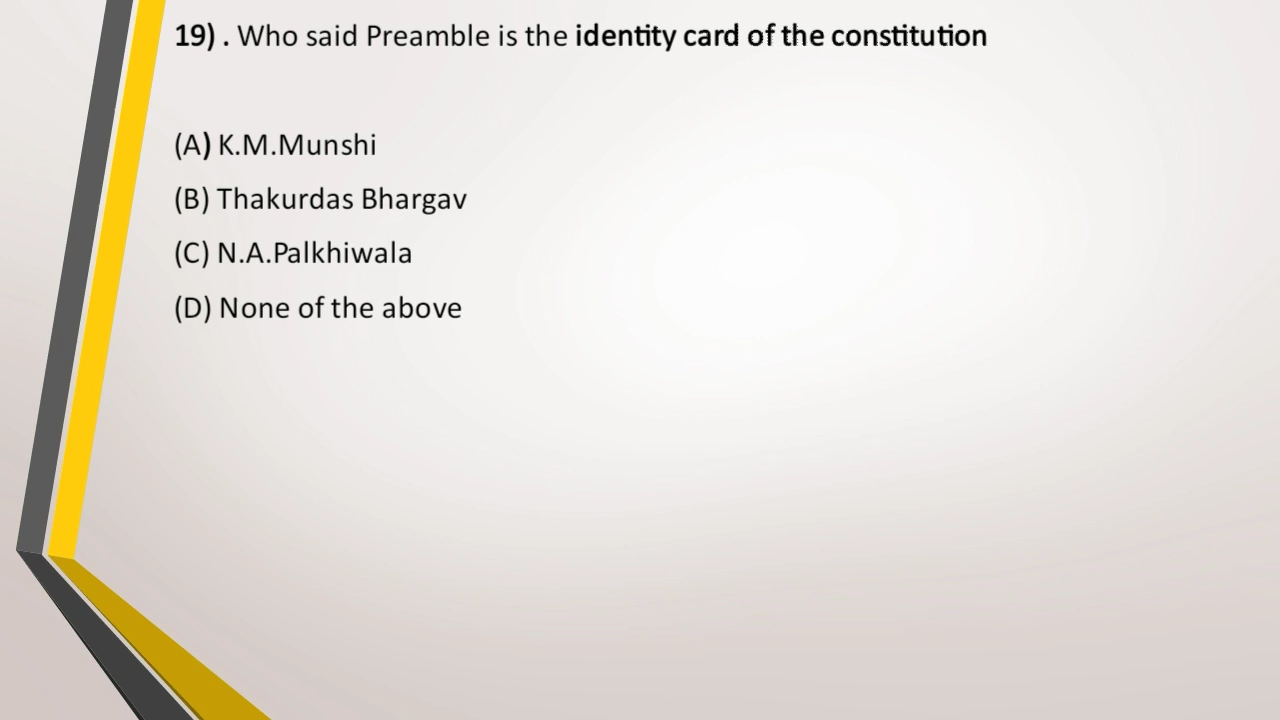 19) . Who said Preamble is the identity card of the constitution
(A) K.M.Munshi
(B) Thakurdas Bhargav
(C) N.A.Palkhiwala
(D) None of the above